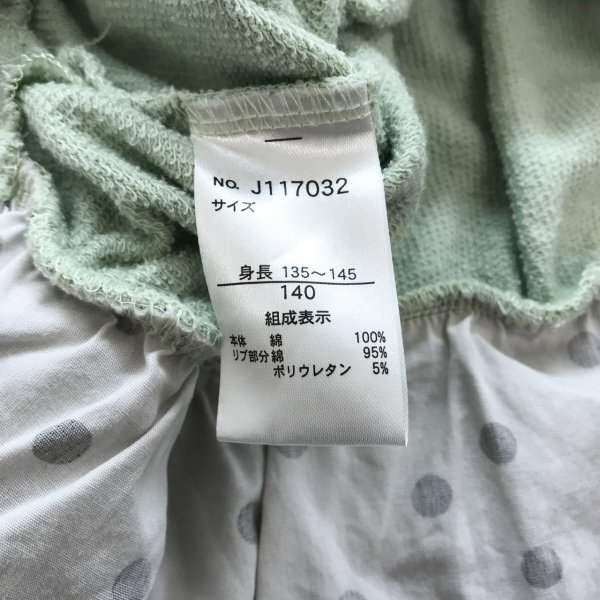 NO. J117032
サイズ
身長 135～145
140
組成表示
本体 綿 100%
リブ部分綿 95%
ポリウレタン 5%